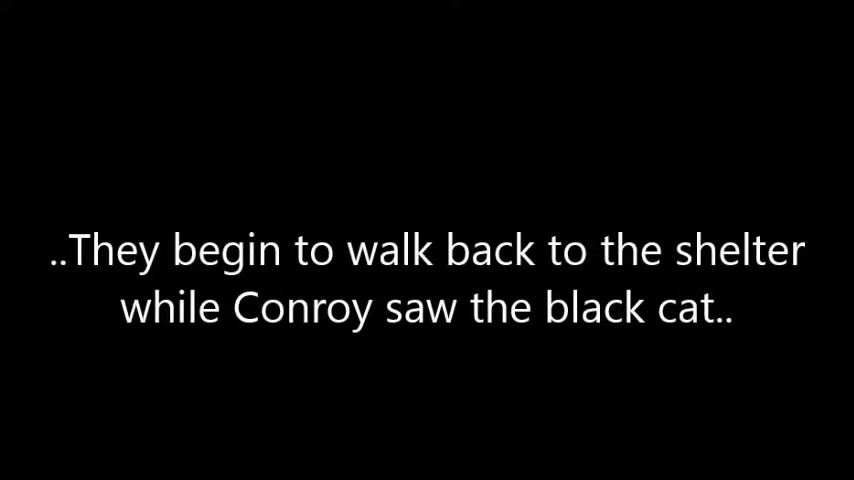 ..They begin to walk back to the shelter
while Conroy saw the black cat..